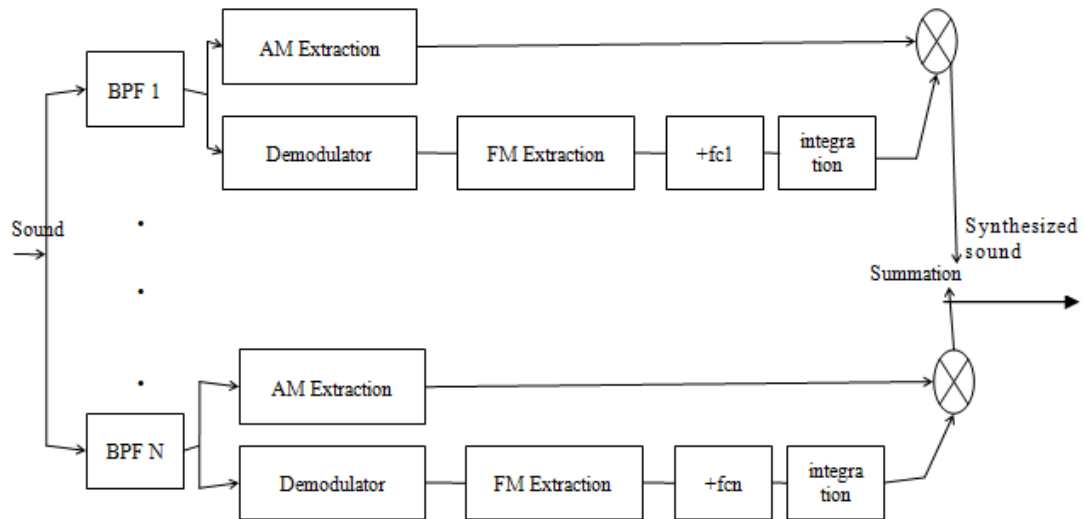 AM Extraction
BPF 1
Demodulator
FM Extraction
+fc1
integra
tion
Sound
Synthesized
sound
Summation
AM Extraction
BPF N
Demodulator
FM Extraction
+fcn
integra
tion